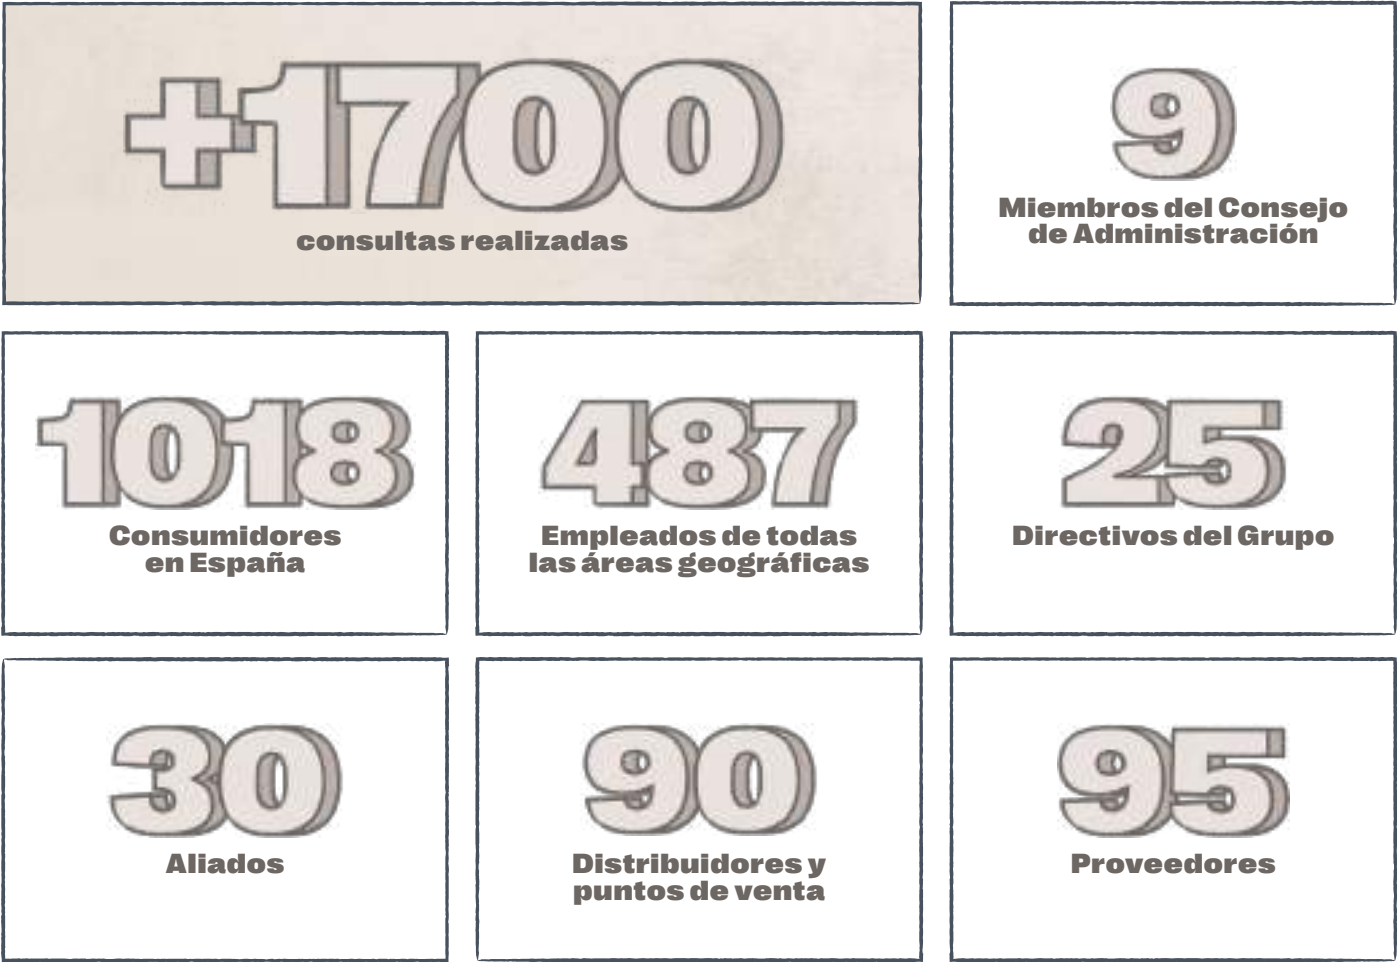 +1700
consultas realizadas
9
Miembros del Consejo
de Administración
1018
Consumidores
en España
487
Empleados de todas
las áreas geográficas
25
Directivos del Grupo
30
Aliados
90
Distribuidores y
puntos de venta
95
Proveedores